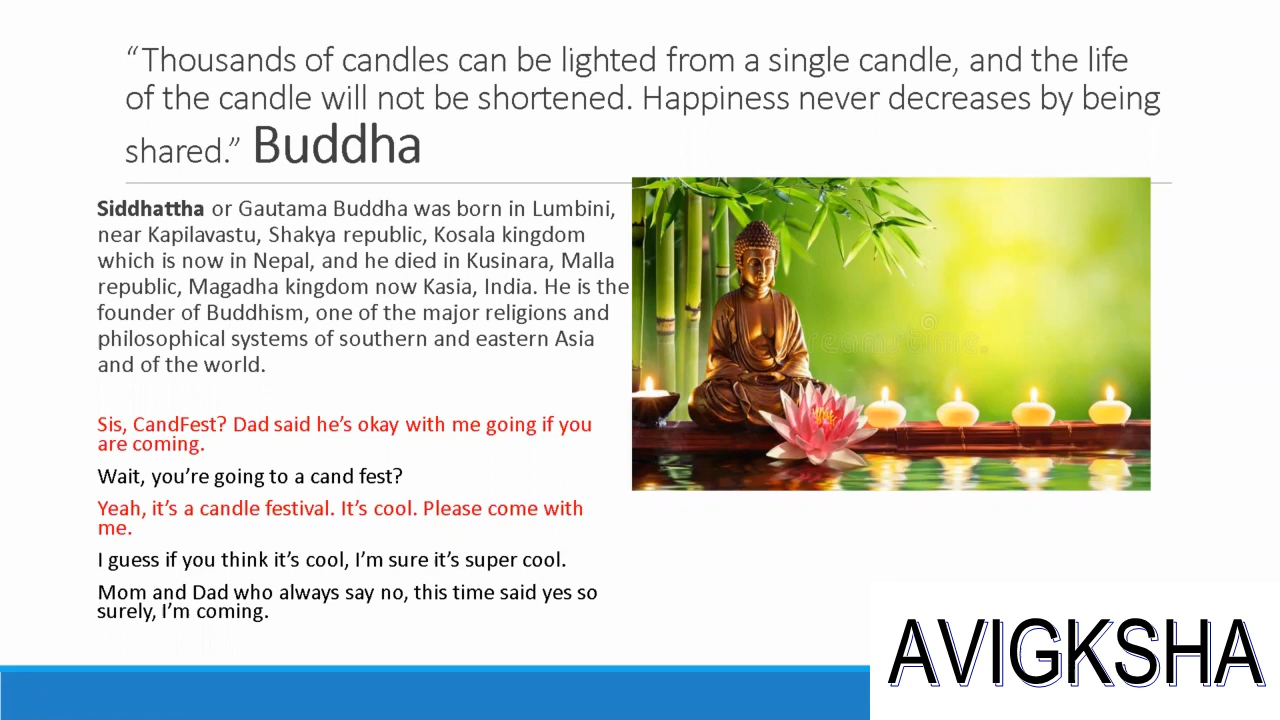 “Thousands of candles can be lighted from a single candle, and the life
of the candle will not be shortened. Happiness never decreases by being
shared.” Buddha
Siddhattha or Gautama Buddha was born in Lumbini,
near Kapilavastu, Shakya republic, Kosala kingdom
which is now in Nepal, and he died in Kusinara, Malla
republic, Magadha kingdom now Kasia, India. He is the
founder of Buddhism, one of the major religions and
philosophical systems of southern and eastern Asia
and of the world.
Sis, CandFest? Dad said he’s okay with me going if you
are coming.
Wait, you’re going to a cand fest?
Yeah, it’s a candle festival. It’s cool. Please come with
me.
I guess if you think it’s cool, I’m sure it’s super cool.
Mom and Dad who always say no, this time said yes so
surely, I’m coming.
AVIGKSHA